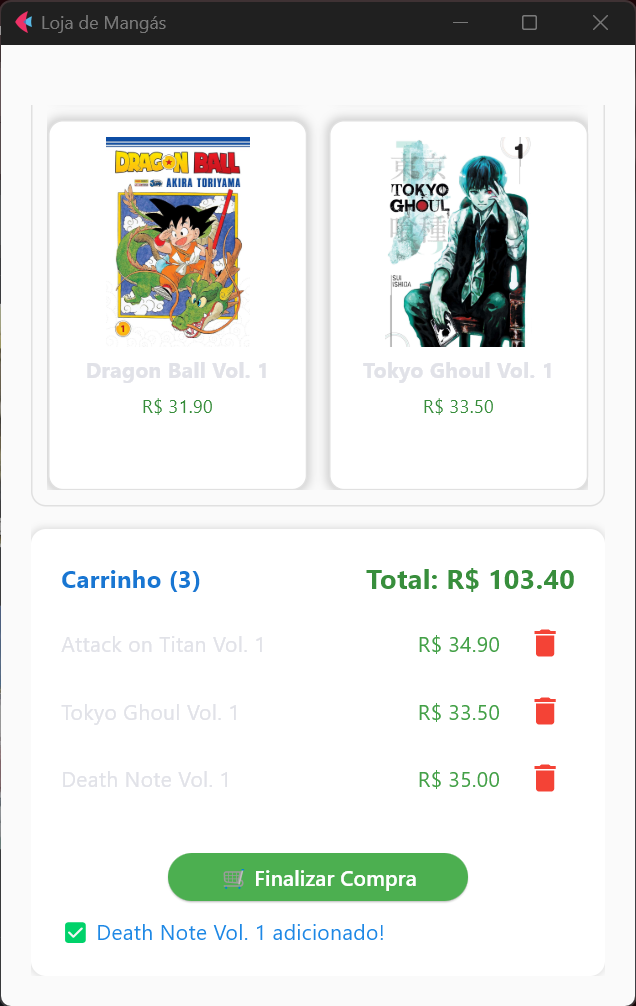 Loja de Mangás
DRAGON BALL
AKIRA TORIYAMA
1
Dragon Ball Vol. 1
R$ 31.90
1
東京
TOKYO
GHOUL
喰種
SUI
ISHIDA
Tokyo Ghoul Vol. 1
R$ 33.50
Carrinho (3)
Total: R$ 103.40
Attack on Titan Vol. 1
R$ 34.90
Tokyo Ghoul Vol. 1
R$ 33.50
Death Note Vol. 1
R$ 35.00
🛒 Finalizar Compra
Death Note Vol. 1 adicionado!